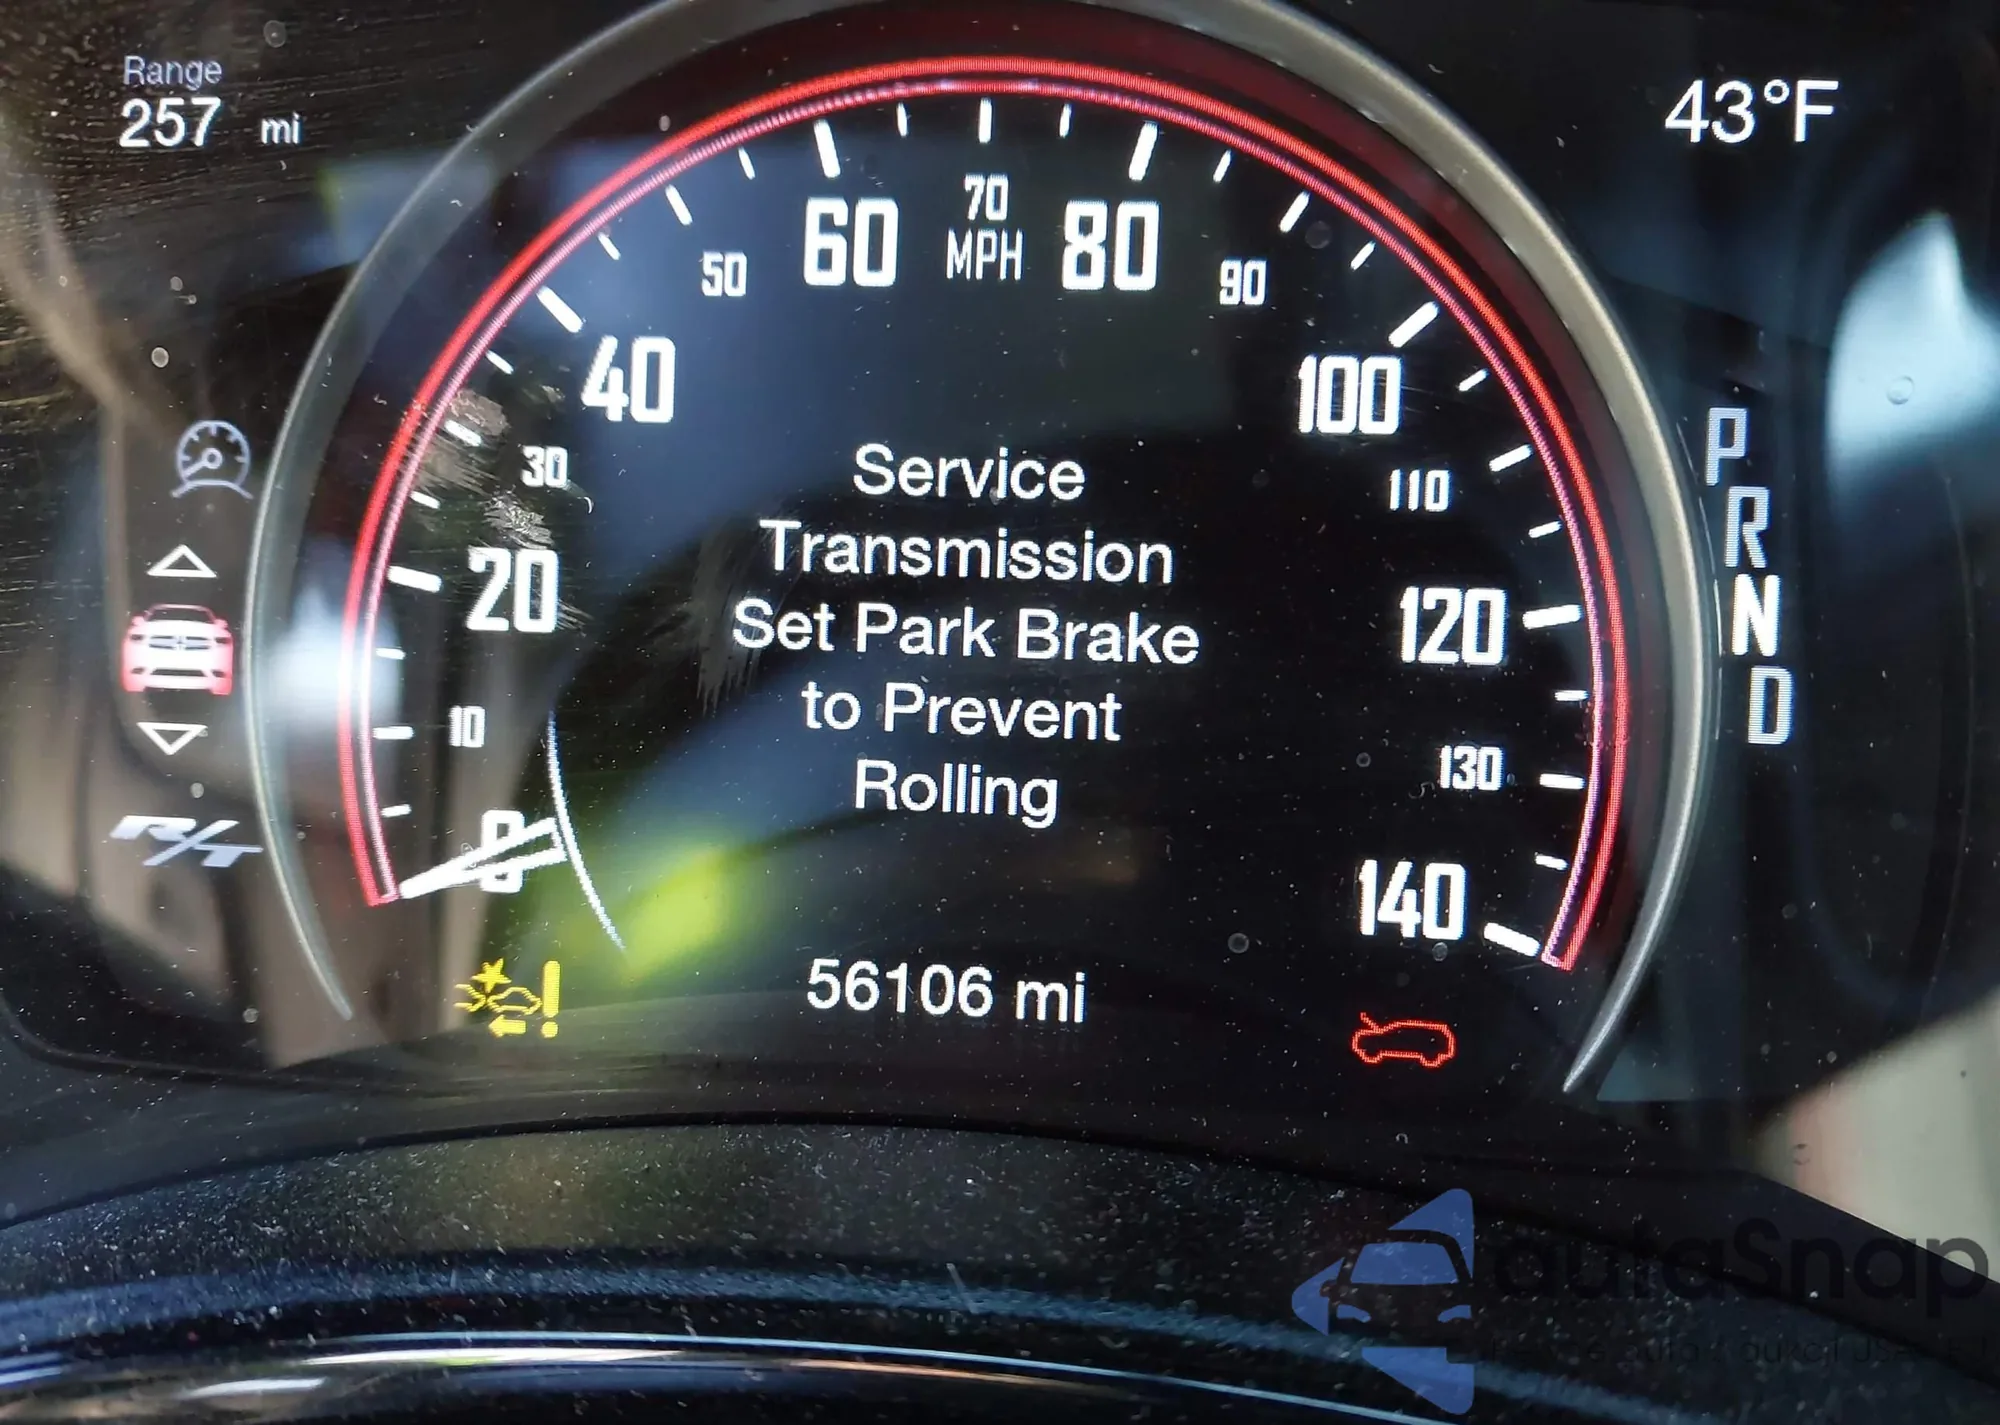 Range
257 mi
43°F
70
MPH
60
80
50
90
40
100
30
110
20
120
10
130
0
140
Service
Transmission
Set Park Brake
to Prevent
Rolling
P
R
N
D
R/T
56106 mi
autoSnap